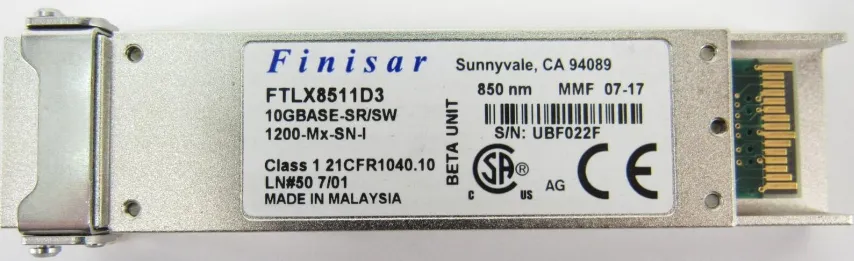 Finisar
Sunnyvale, CA 94089
FTLX8511D3
850 nm MMF 07-17
10GBASE-SR/SW
1200-Mx-SN-I
S/N: UBF022F
BETA UNIT
Class 1 21CFR1040.10
LN#50 7/01
MADE IN MALAYSIA
SA®
C US
AG
CE